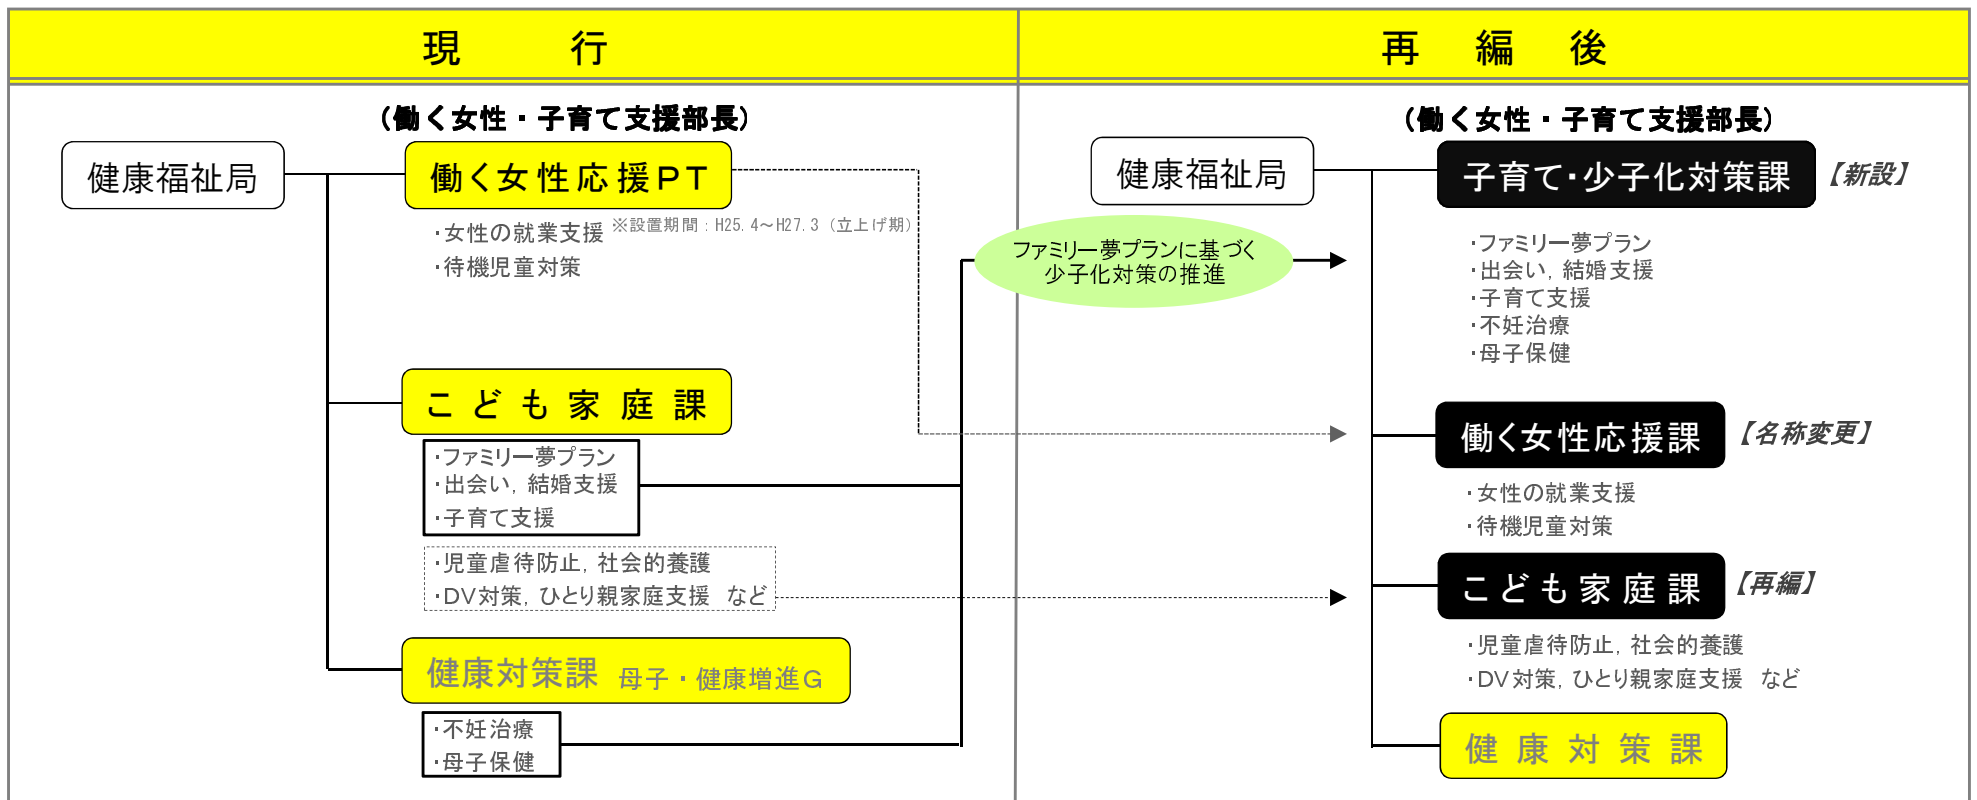 現　行
(働く女性・子育て支援部長)
健康福祉局
働く女性応援PT
・女性の就業支援 ※設置期間：H25.4～H27.3（立上げ期）
・待機児童対策
こども家庭課
・ファミリー夢プラン
・出会い，結婚支援
・子育て支援
・児童虐待防止，社会的養護
・DV対策，ひとり親家庭支援　など
健康対策課　母子・健康増進G
・不妊治療
・母子保健
ファミリー夢プランに基づく
少子化対策の推進
再　編　後
(働く女性・子育て支援部長)
健康福祉局
子育て・少子化対策課 【新設】
・ファミリー夢プラン
・出会い，結婚支援
・子育て支援
・不妊治療
・母子保健
働く女性応援課 【名称変更】
・女性の就業支援
・待機児童対策
こども家庭課 【再編】
・児童虐待防止，社会的養護
・DV対策，ひとり親家庭支援　など
健康対策課